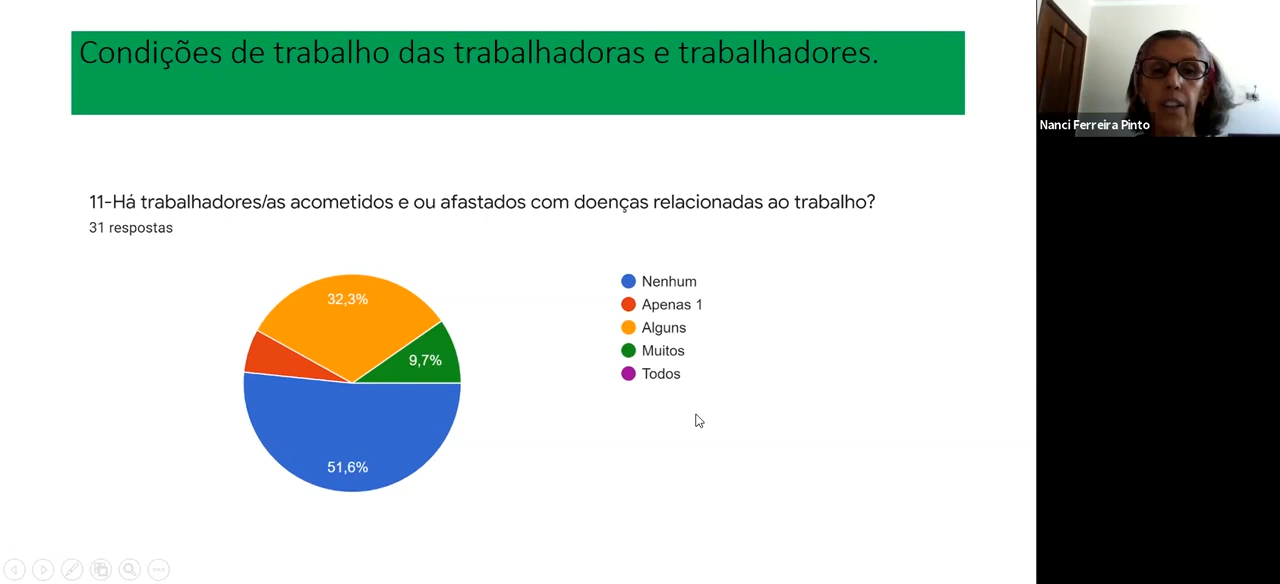 Condições de trabalho das trabalhadoras e trabalhadores.
Nanci Ferreira Pinto
11-Há trabalhadores/as acometidos e ou afastados com doenças relacionadas ao trabalho?
31 respostas
32,3%
9,7%
51,6%
Nenhum
Apenas 1
Alguns
Muitos
Todos